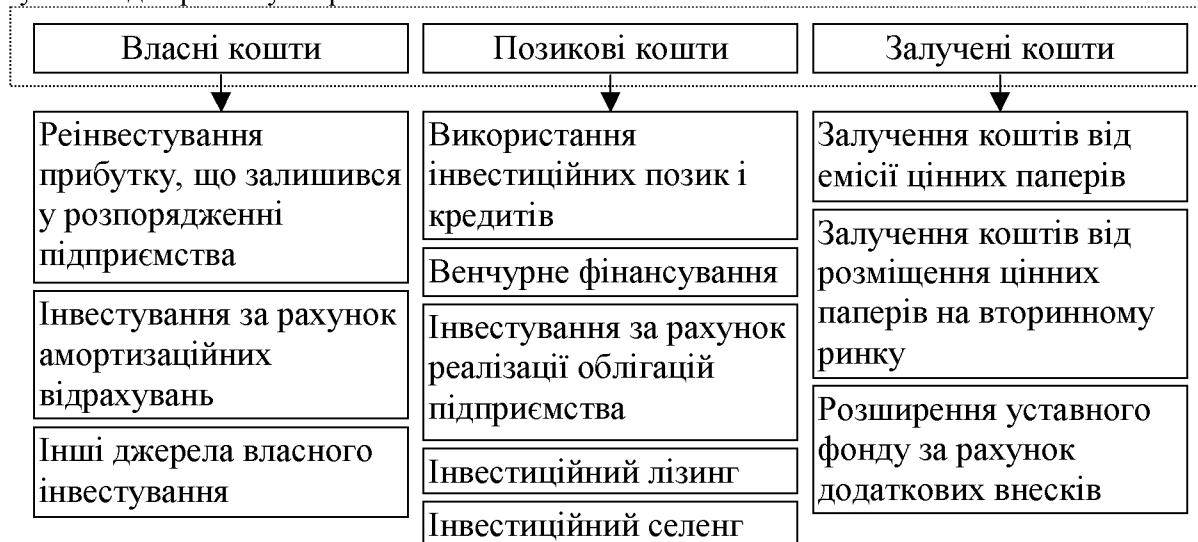 Власні кошти
Позикові кошти
Залучені кошти
Реінвестування
прибутку, що залишився
у розпорядженні
підприємства
Інвестування за рахунок
амортизаційних
відрахувань
Інші джерела власного
інвестування
Використання
інвестиційних позик і
кредитів
Венчурне фінансування
Інвестування за рахунок
реалізації облігацій
підприємства
Інвестиційний лізинг
Інвестиційний селенг
Залучення коштів від
емісії цінних паперів
Залучення коштів від
розміщення цінних
паперів на вторинному
ринку
Розширення уставного
фонду за рахунок
додаткових внесків